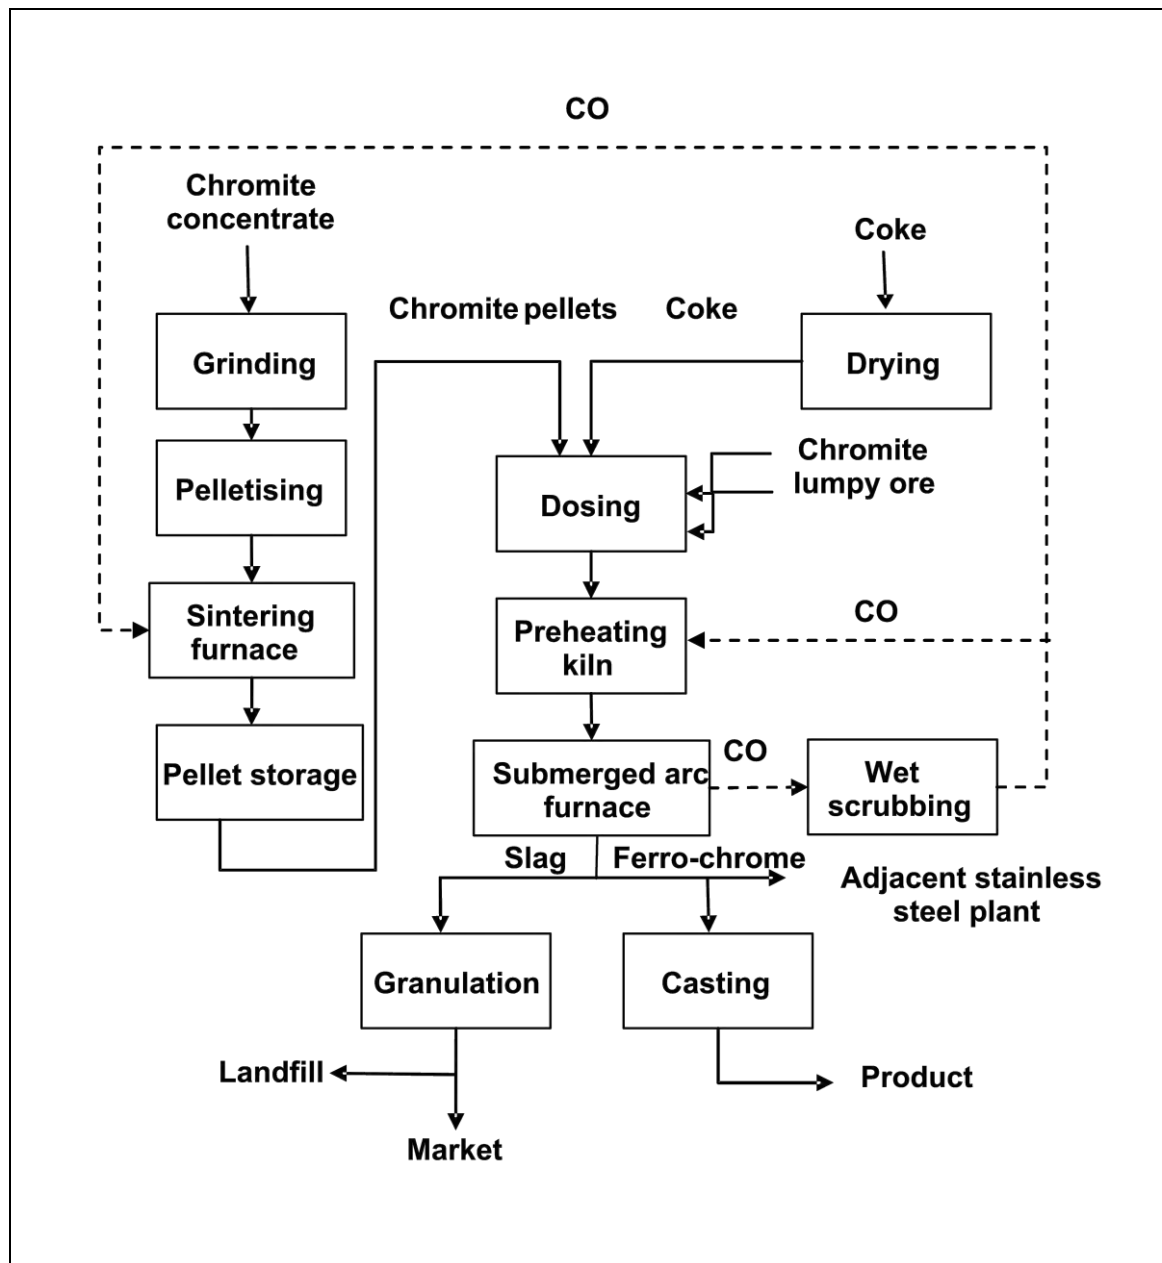 CO
Chromite
concentrate
Coke
Chromite pellets
Coke
Grinding
Drying
Chromite
lumpy ore
Pelletising
Dosing
Sintering
furnace
Preheating
kiln
CO
Pellet storage
Submerged arc
furnace
CO
Wet
scrubbing
Slag
Ferro-chrome
Adjacent stainless
steel plant
Granulation
Casting
Landfill
Product
Market